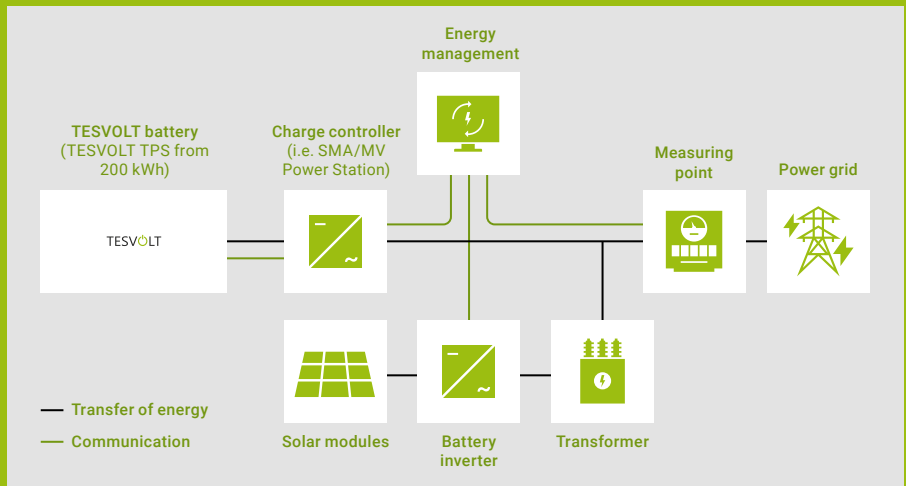 Energy
management
TESVOLT battery
(TESVOLT TPS from
200 kWh)
Charge controller
(i.e. SMA/MV
Power Station)
Measuring
point
Power grid
TESVOLT
Transfer of energy
Communication
Solar modules
Battery
inverter
Transformer